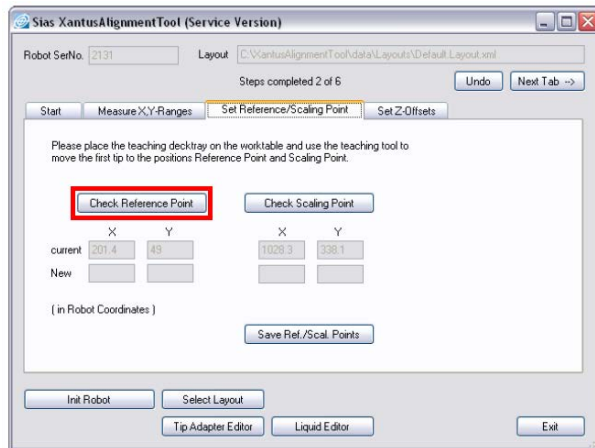 Sias XantusAlignmentTool (Service Version)
Robot SerNo. 2131 Layout C:\XantusAlignmentTool\data\Layouts\Default.Layout.xml
Steps completed 2 of 6 Undo Next Tab -->
Start Measure X,Y-Ranges Set Reference/Scaling Point Set Z-Offsets
Please place the teaching decktray on the worktable and use the teaching tool to
move the first tip to the positions Reference Point and Scaling Point.
Check Reference Point Check Scaling Point
X Y X Y
current 201.4 49 1028.3 338.1
New
( in Robot Coordinates )
Save Ref./Scal. Points
Init Robot Select Layout
Tip Adapter Editor Liquid Editor Exit